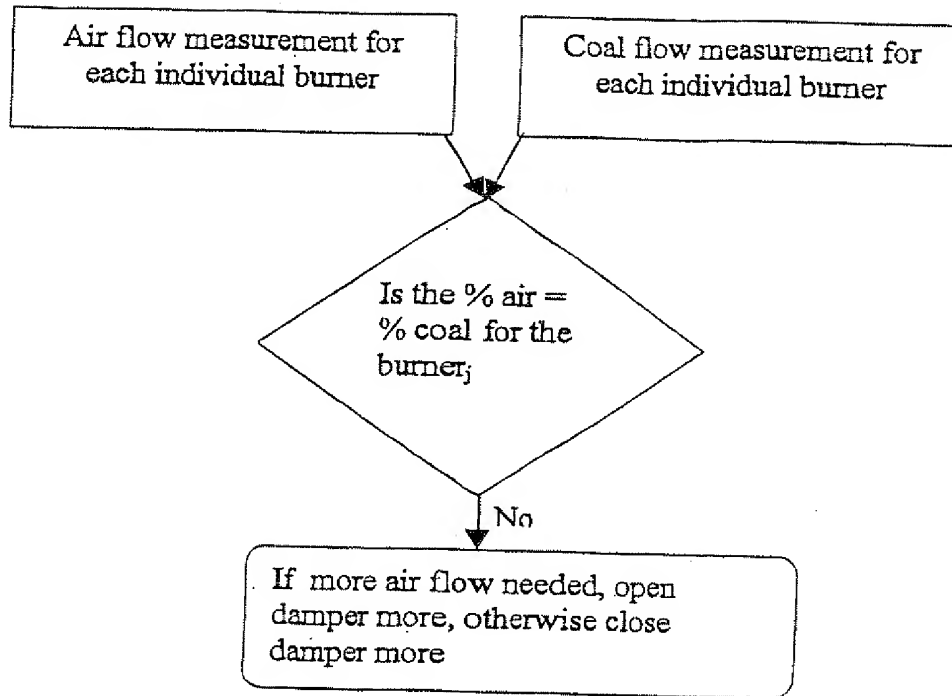 Air flow measurement for
each individual burner
Coal flow measurement for
each individual burner
Is the % air =
% coal for the
burnerj
No
If more air flow needed, open
damper more, otherwise close
damper more